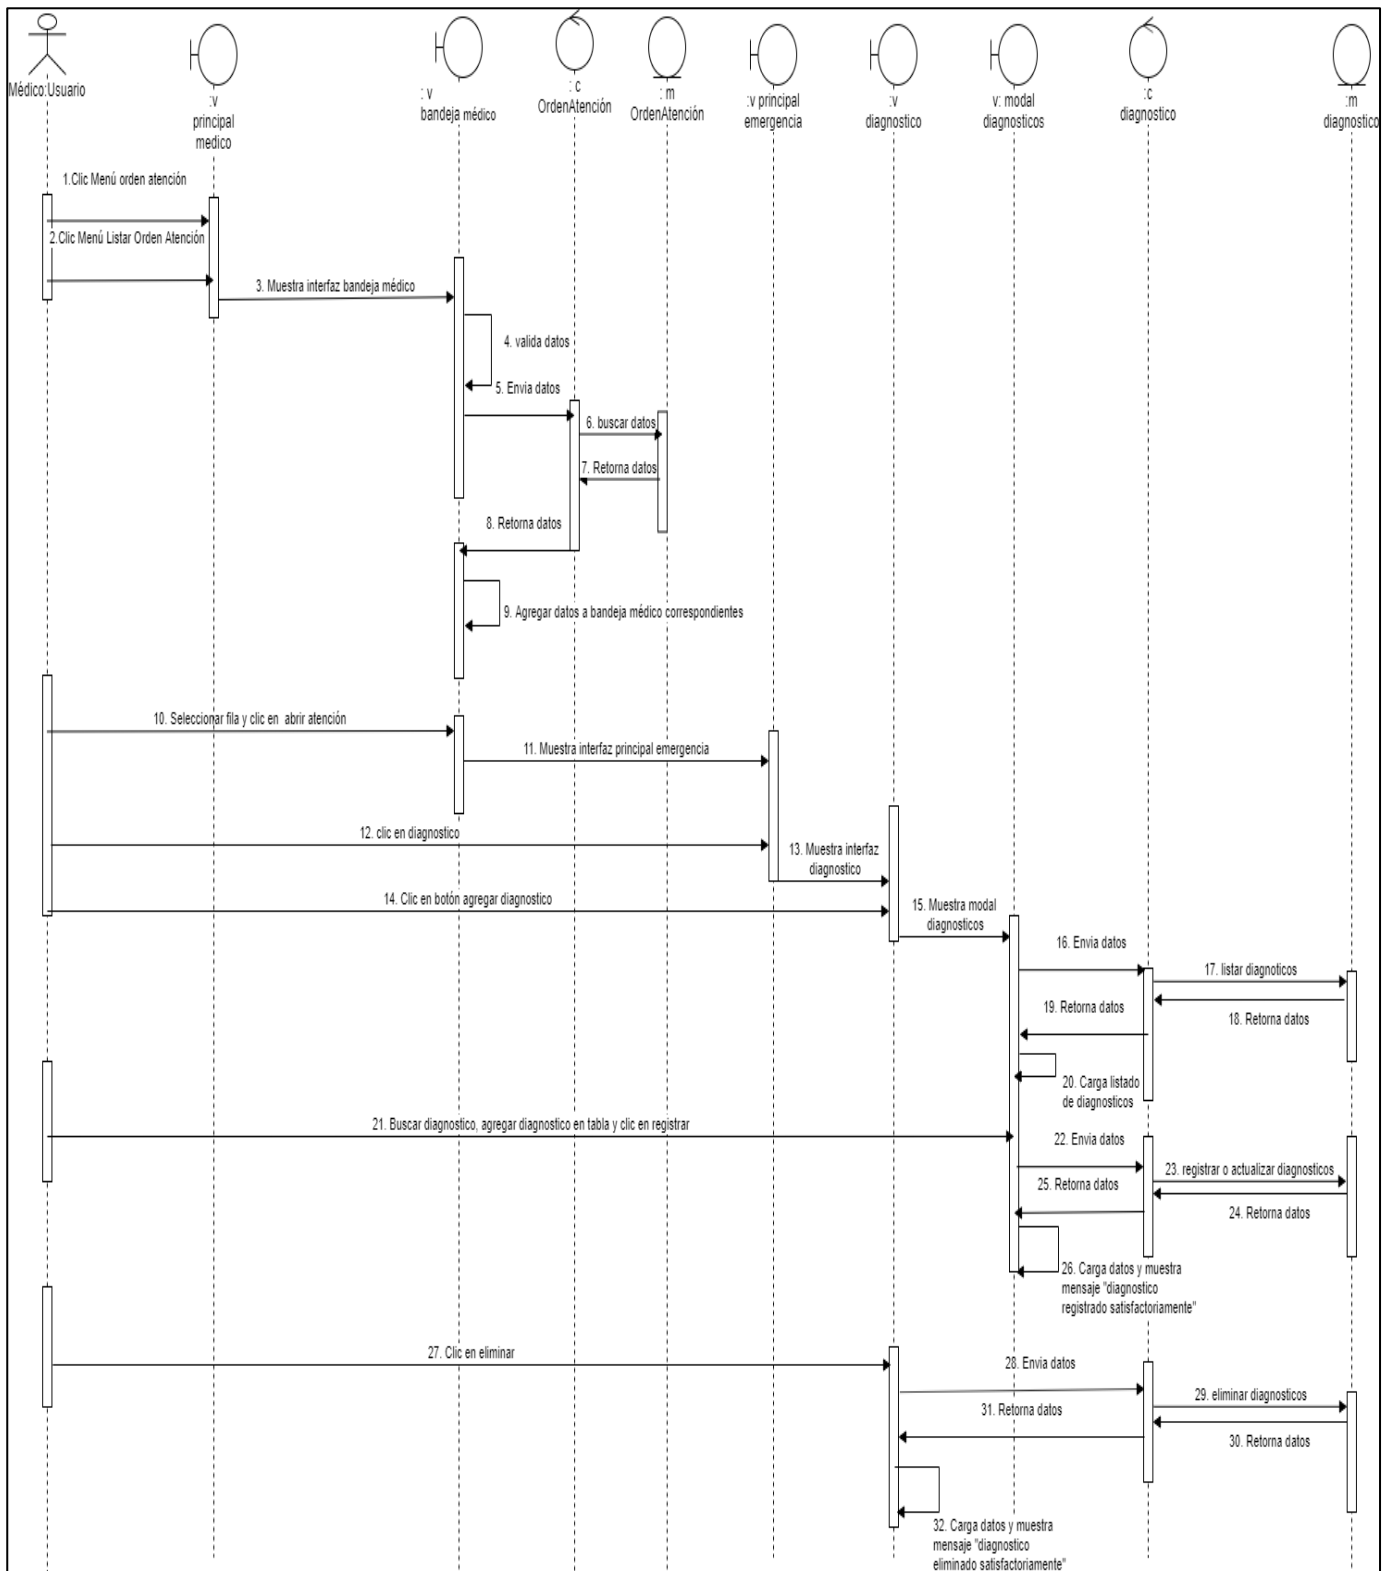 Médico:Usuario
:v
principal
medico
: v
bandeja médico
: c
OrdenAtención
: m
OrdenAtención
:v principal
emergencia
:v
diagnostico
v: modal
diagnosticos
:c
diagnostico
:m
diagnostico
1.Clic Menú orden atención
2.Clic Menú Listar Orden Atención
3. Muestra interfaz bandeja médico
4. valida datos
5. Envia datos
6. buscar datos
7. Retorna datos
8. Retorna datos
9. Agregar datos a bandeja médico correspondientes
10. Seleccionar fila y clic en abrir atención
11. Muestra interfaz principal emergencia
12. clic en diagnostico
13. Muestra interfaz
diagnostico
14. Clic en botón agregar diagnostico
15. Muestra modal
diagnosticos
16. Envia datos
17. listar diagnóticos
18. Retorna datos
19. Retorna datos
20. Carga listado
de diagnosticos
21. Buscar diagnostico, agregar diagnostico en tabla y clic en registrar
22. Envia datos
23. registrar o actualizar diagnosticos
24. Retorna datos
25. Retorna datos
26. Carga datos y muestra
mensaje "diagnostico
registrado satisfactoriamente"
27. Clic en eliminar
28. Envia datos
29. eliminar diagnosticos
30. Retorna datos
31. Retorna datos
32. Carga datos y muestra
mensaje "diagnostico
eliminado satisfactoriamente"